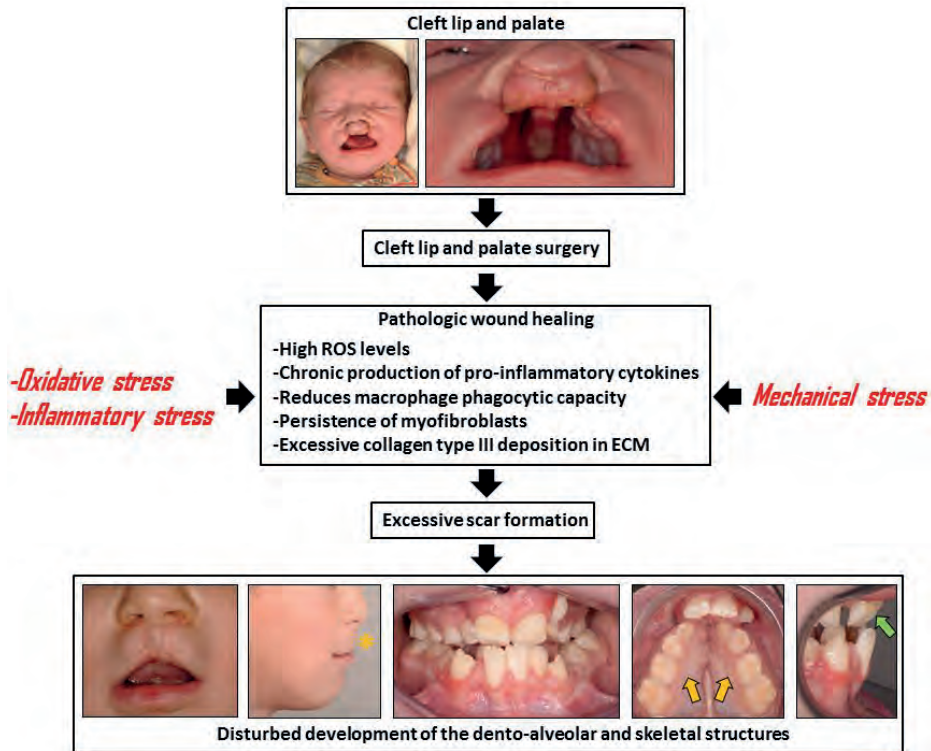 Cleft lip and palate
Cleft lip and palate surgery
Pathologic wound healing
-High ROS levels
-Chronic production of pro-inflammatory cytokines
-Reduces macrophage phagocytic capacity
-Persistence of myofibroblasts
-Excessive collagen type III deposition in ECM
-Oxidative stress
-Inflammatory stress
Mechanical stress
Excessive scar formation
Disturbed development of the dento-alveolar and skeletal structures